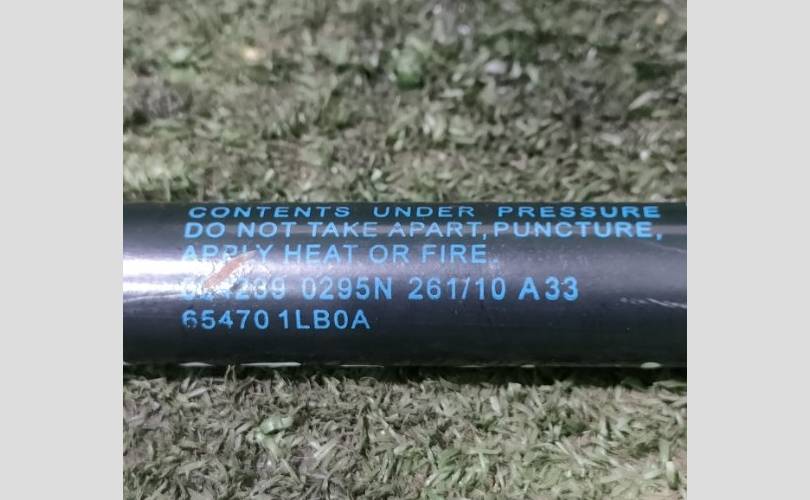 CONTENTS UNDER PRESSURE
DO NOT TAKE APART, PUNCTURE,
APPLY HEAT OR FIRE.
0295N 261/10 A33
65470 1LB0A